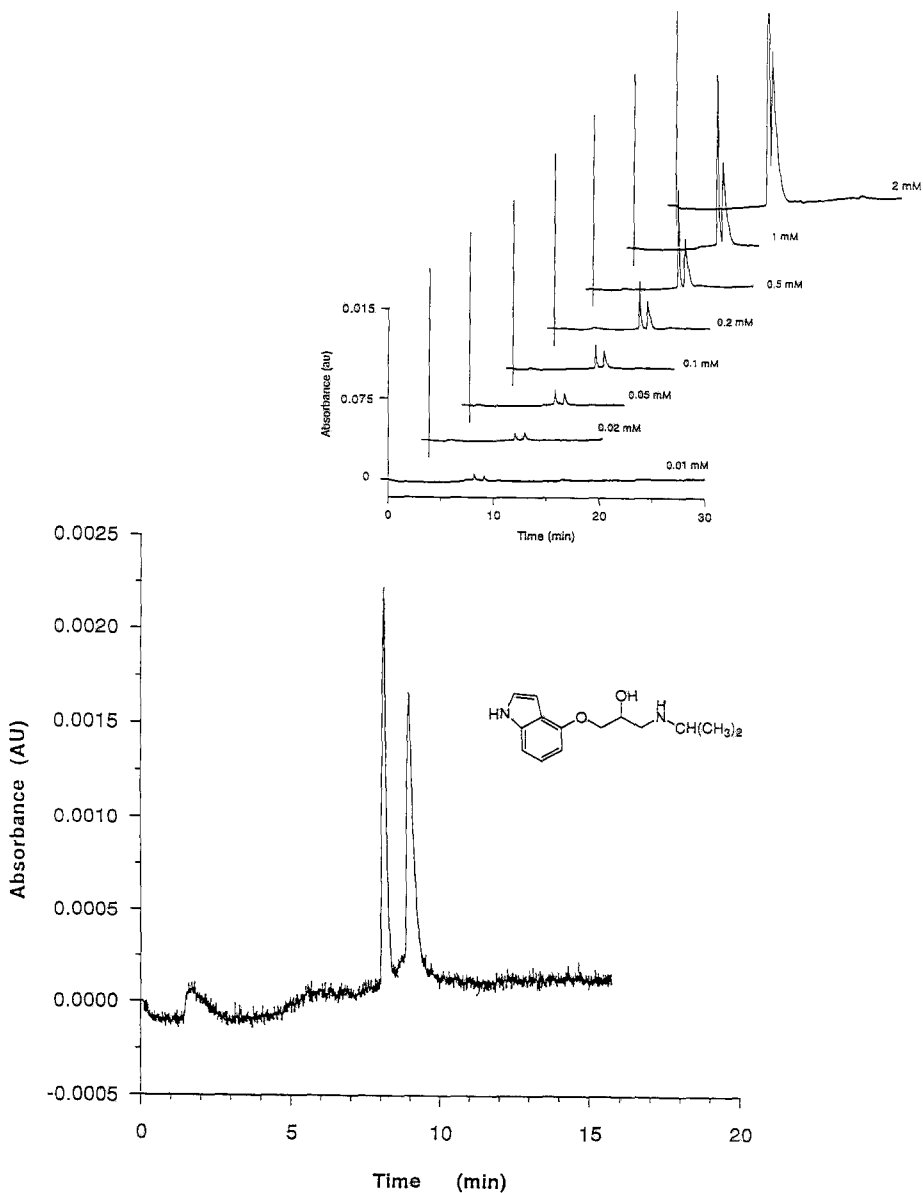 2 mM
1 mM
0.5 mM
0.2 mM
0.1 mM
0.05 mM
0.02 mM
0.01 mM
0.015
0.075
0
Absorbance (au)
0 10 20 30
Time (min)
0.0025
0.0020
0.0015
0.0010
0.0005
0.0000
-0.0005
Absorbance (AU)
OH
H
HN O N CH(CH3)2
0 5 10 15 20
Time (min)